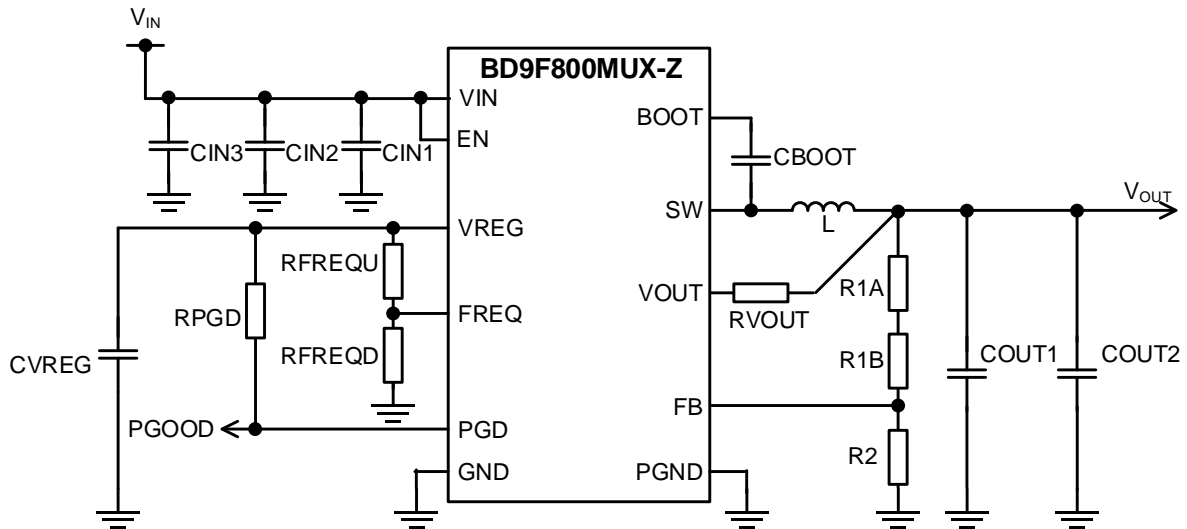 VIN
BD9F800MUX-Z
VIN
BOOT
EN
CIN3
CIN2
CIN1
CBOOT
SW
L
VOUT
VREG
RFREQU
VOUT
RVOUT
R1A
FREQ
RPGD
RFREQD
R1B
COUT1
COUT2
CVREG
FB
PGOOD
PGD
R2
GND
PGND